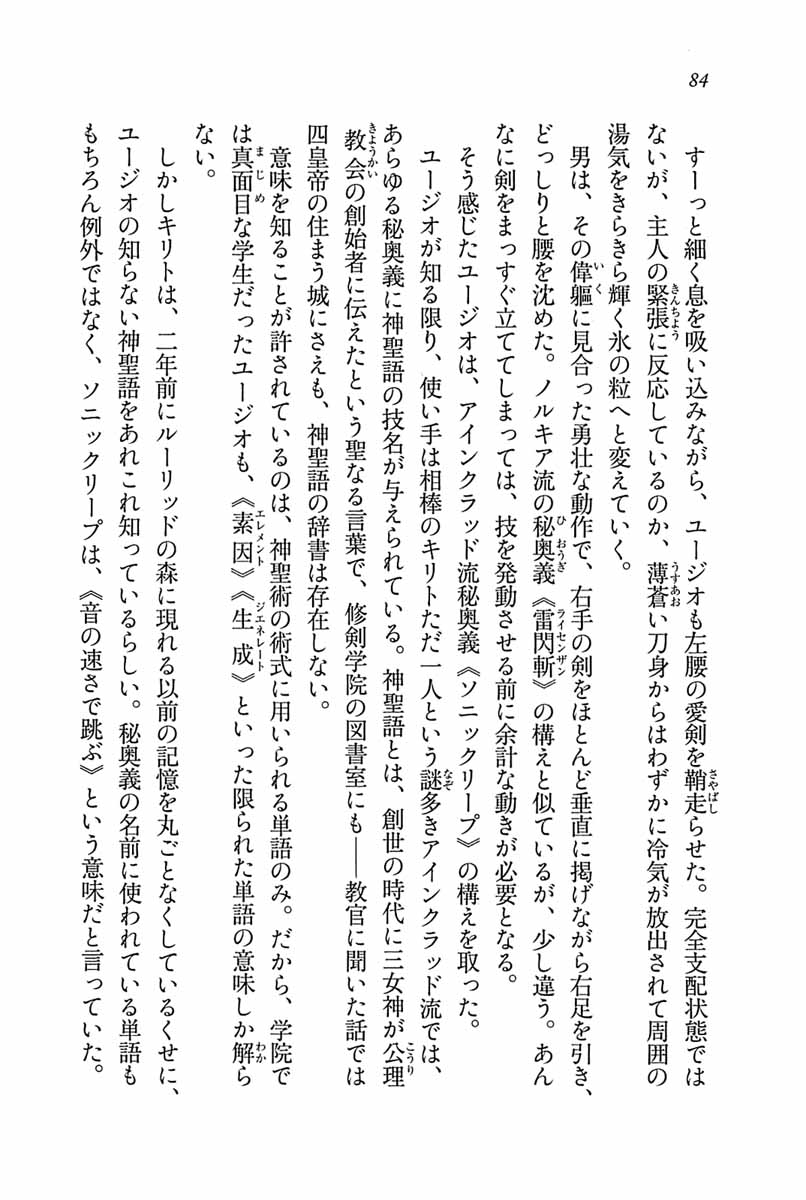 84
すーっと細く息を吸い込みながら、ユージオも左腰の愛剣を鞘走らせた。完全支配状態では
ないが、主人の緊張に反応しているのか、薄蒼い刀身からはわずかに冷気が放出されて周囲の
湯気をきらきら輝く氷の粒へと変えていく。
男は、その偉軀に見合った勇壮な動作で、右手の剣をほとんど垂直に掲げながら右足を引き、
どっしりと腰を沈めた。ノルキア流の秘奥義《雷閃斬》の構えと似ているが、少し違う。あん
なに剣をまっすぐ立ててしまっては、技を発動させる前に余計な動きが必要となる。
そう感じたユージオは、アインクラッド流秘奥義《ソニックリープ》の構えを取った。
ユージオが知る限り、使い手は相棒のキリトただ一人という謎多きアインクラッド流では、
あらゆる秘奥義に神聖語の技名が与えられている。神聖語とは、創世の時代に三女神が公理
教会の創始者に伝えたという聖なる言葉で、修剣学院の図書室にも――教官に聞いた話では
四皇帝の住まう城にさえも、神聖語の辞書は存在しない。
意味を知ることが許されているのは、神聖術の術式に用いられる単語のみ。だから、学院で
は真面目な学生だったユージオも、《素因》《生成》といった限られた単語の意味しか解ら
ない。
しかしキリトは、二年前にルーリッドの森に現れる以前の記憶を丸ごとなくしているくせに、
ユージオの知らない神聖語をあれこれ知っているらしい。秘奥義の名前に使われている単語も
もちろん例外ではなく、ソニックリープは、《音の速さで跳ぶ》という意味だと言っていた。